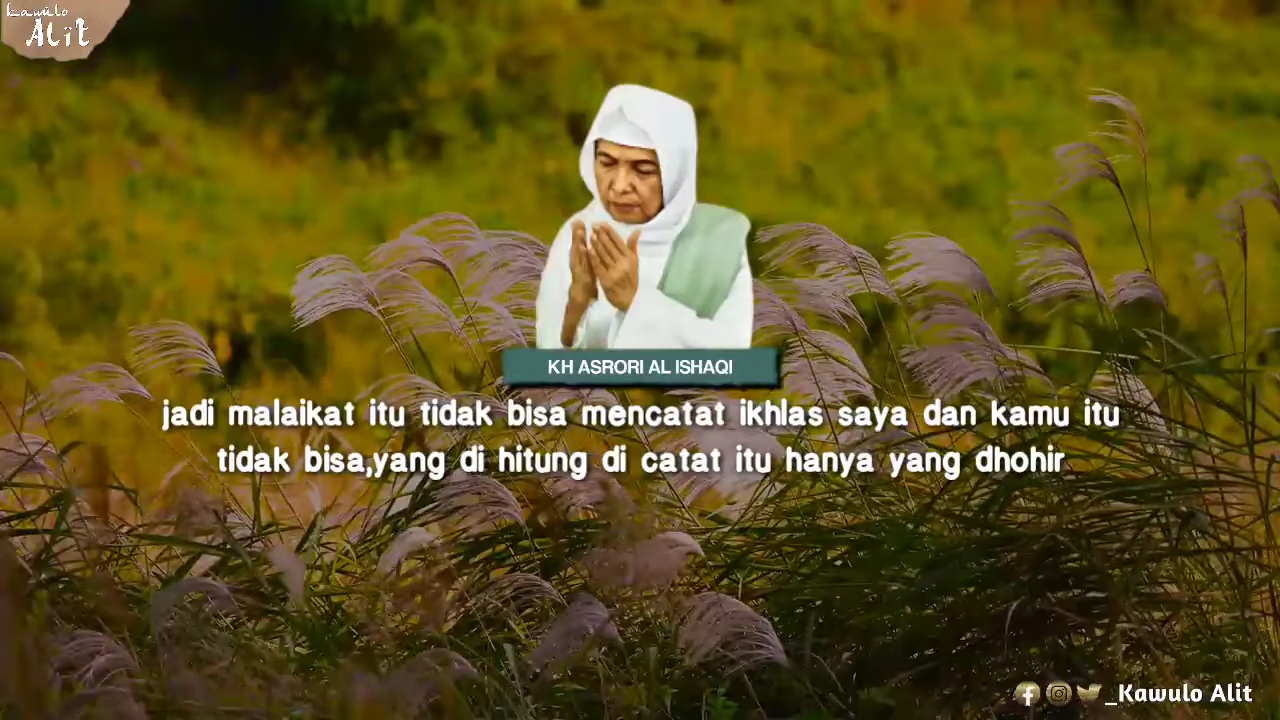 Kawulo
Alit
KH ASRORI AL ISHAQI
jadi malaikat itu tidak bisa mencatat ikhlas saya dan kamu itu
tidak bisa,yang di hitung di catat itu hanya yang dhohir
_Kawulo Alit